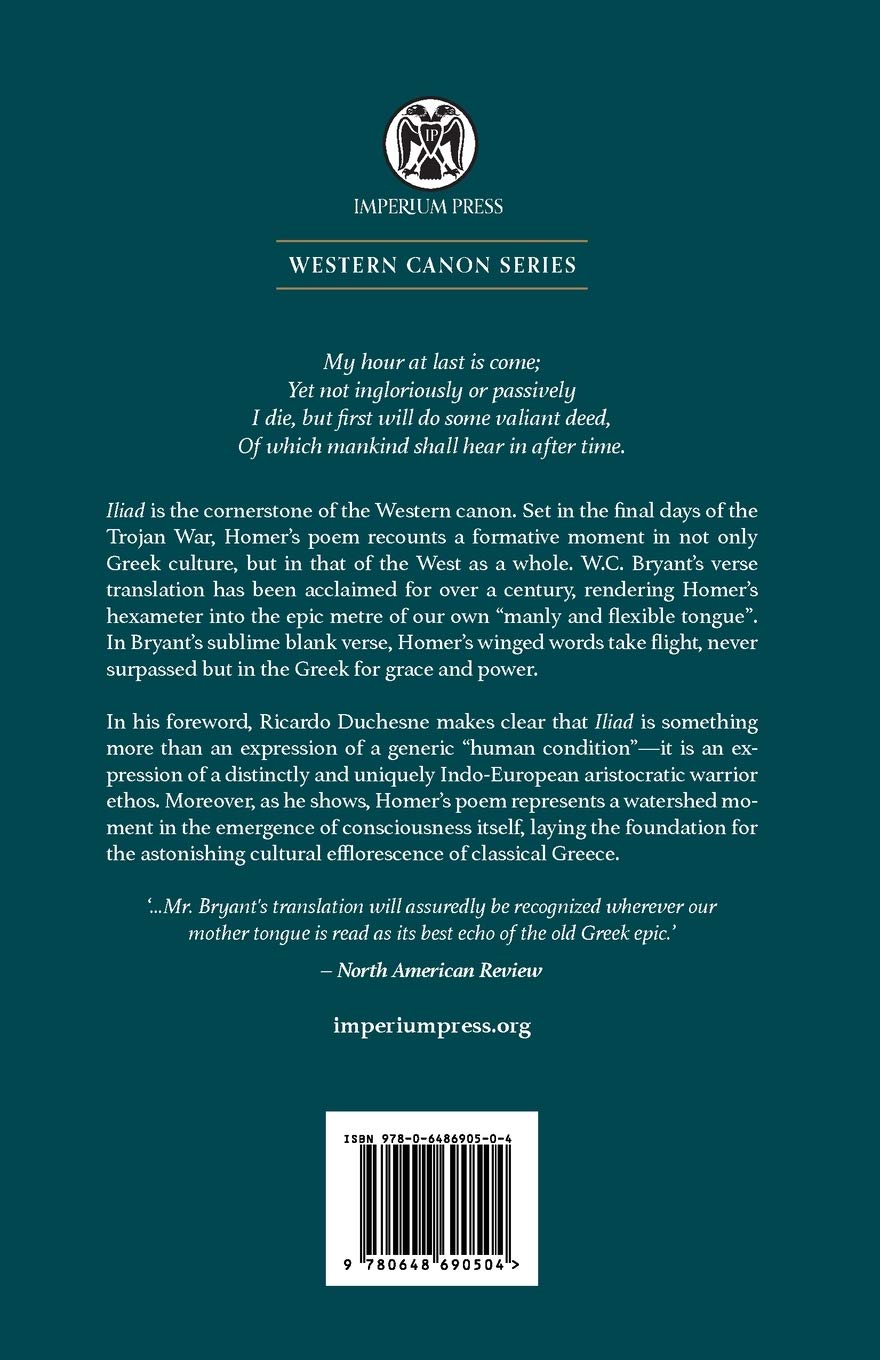 IP
IMPERIUM PRESS
WESTERN CANON SERIES
My hour at last is come;
Yet not ingloriously or passively
I die, but first will do some valiant deed,
Of which mankind shall hear in after time.
Iliad is the cornerstone of the Western canon. Set in the final days of the
Trojan War, Homer’s poem recounts a formative moment in not only
Greek culture, but in that of the West as a whole. W.C. Bryant’s verse
translation has been acclaimed for over a century, rendering Homer’s
hexameter into the epic metre of our own “manly and flexible tongue”.
In Bryant’s sublime blank verse, Homer’s winged words take flight, never
surpassed but in the Greek for grace and power.
In his foreword, Ricardo Duchesne makes clear that Iliad is something
more than an expression of a generic “human condition”—it is an ex-
pression of a distinctly and uniquely Indo-European aristocratic warrior
ethos. Moreover, as he shows, Homer’s poem represents a watershed mo-
ment in the emergence of consciousness itself, laying the foundation for
the astonishing cultural efflorescence of classical Greece.
‘...Mr. Bryant's translation will assuredly be recognized wherever our
mother tongue is read as its best echo of the old Greek epic.’
– North American Review
imperiumpress.org
ISBN 978-0-6486905-0-4
9 780648 690504 >